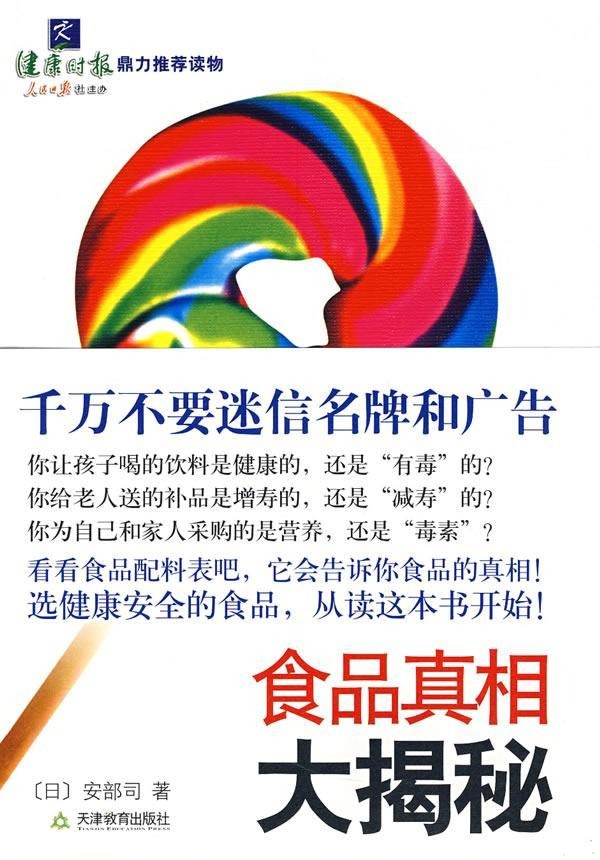 健康时报 鼎力推荐读物
人民日报 社主办
千万不要迷信名牌和广告
你让孩子喝的饮料是健康的，还是“有毒”的？
你给老人送的补品是增寿的，还是“减寿”的？
你为自己和家人采购的是营养，还是“毒素”？
看看食品配料表吧，它会告诉你食品的真相！
选健康安全的食品，从读这本书开始！
食品真相
大揭秘
〔日〕安部司 著
天津教育出版社
TIANJIN EDUCATION PRESS